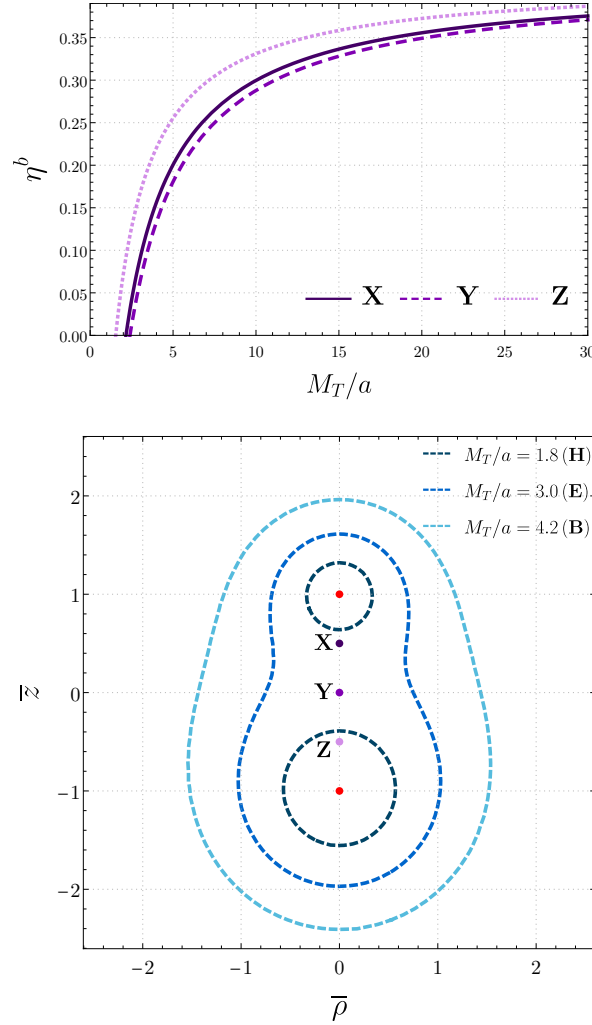 0.35
0.30
0.25
0.20
0.15
0.10
0.05
0.00
η^b
X Y Z
0 5 10 15 20 25 30
M_T/a
M_T/a = 1.8 (H)
M_T/a = 3.0 (E).
M_T/a = 4.2 (B)
2
1
0
−1
−2
z̅
X
Y
Z
−2 −1 0 1 2
ρ̅